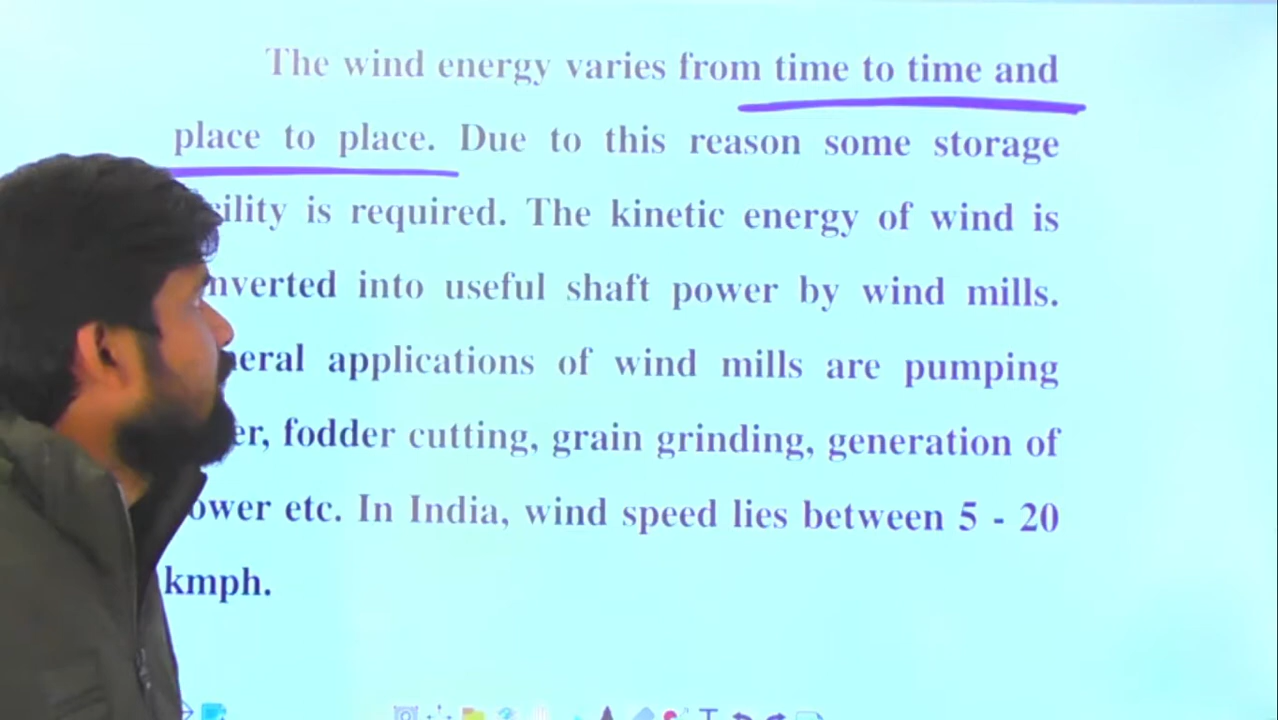 The wind energy varies from time to time and
place to place. Due to this reason some storage
is required. The kinetic energy of wind is
into useful shaft power by wind mills.
applications of wind mills are pumping
fodder cutting, grain grinding, generation of
etc. In India, wind speed lies between 5 - 20
kmph.